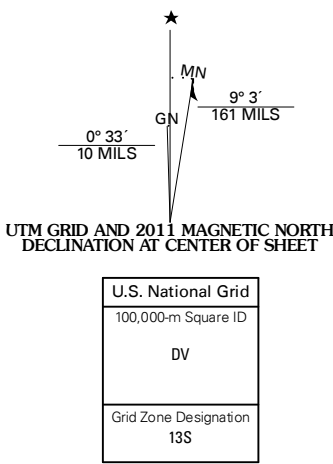 MN
GN
9° 3´
161 MILS
0° 33´
10 MILS
UTM GRID AND 2011 MAGNETIC NORTH
DECLINATION AT CENTER OF SHEET
U.S. National Grid
100,000-m Square ID
DV
Grid Zone Designation
13S